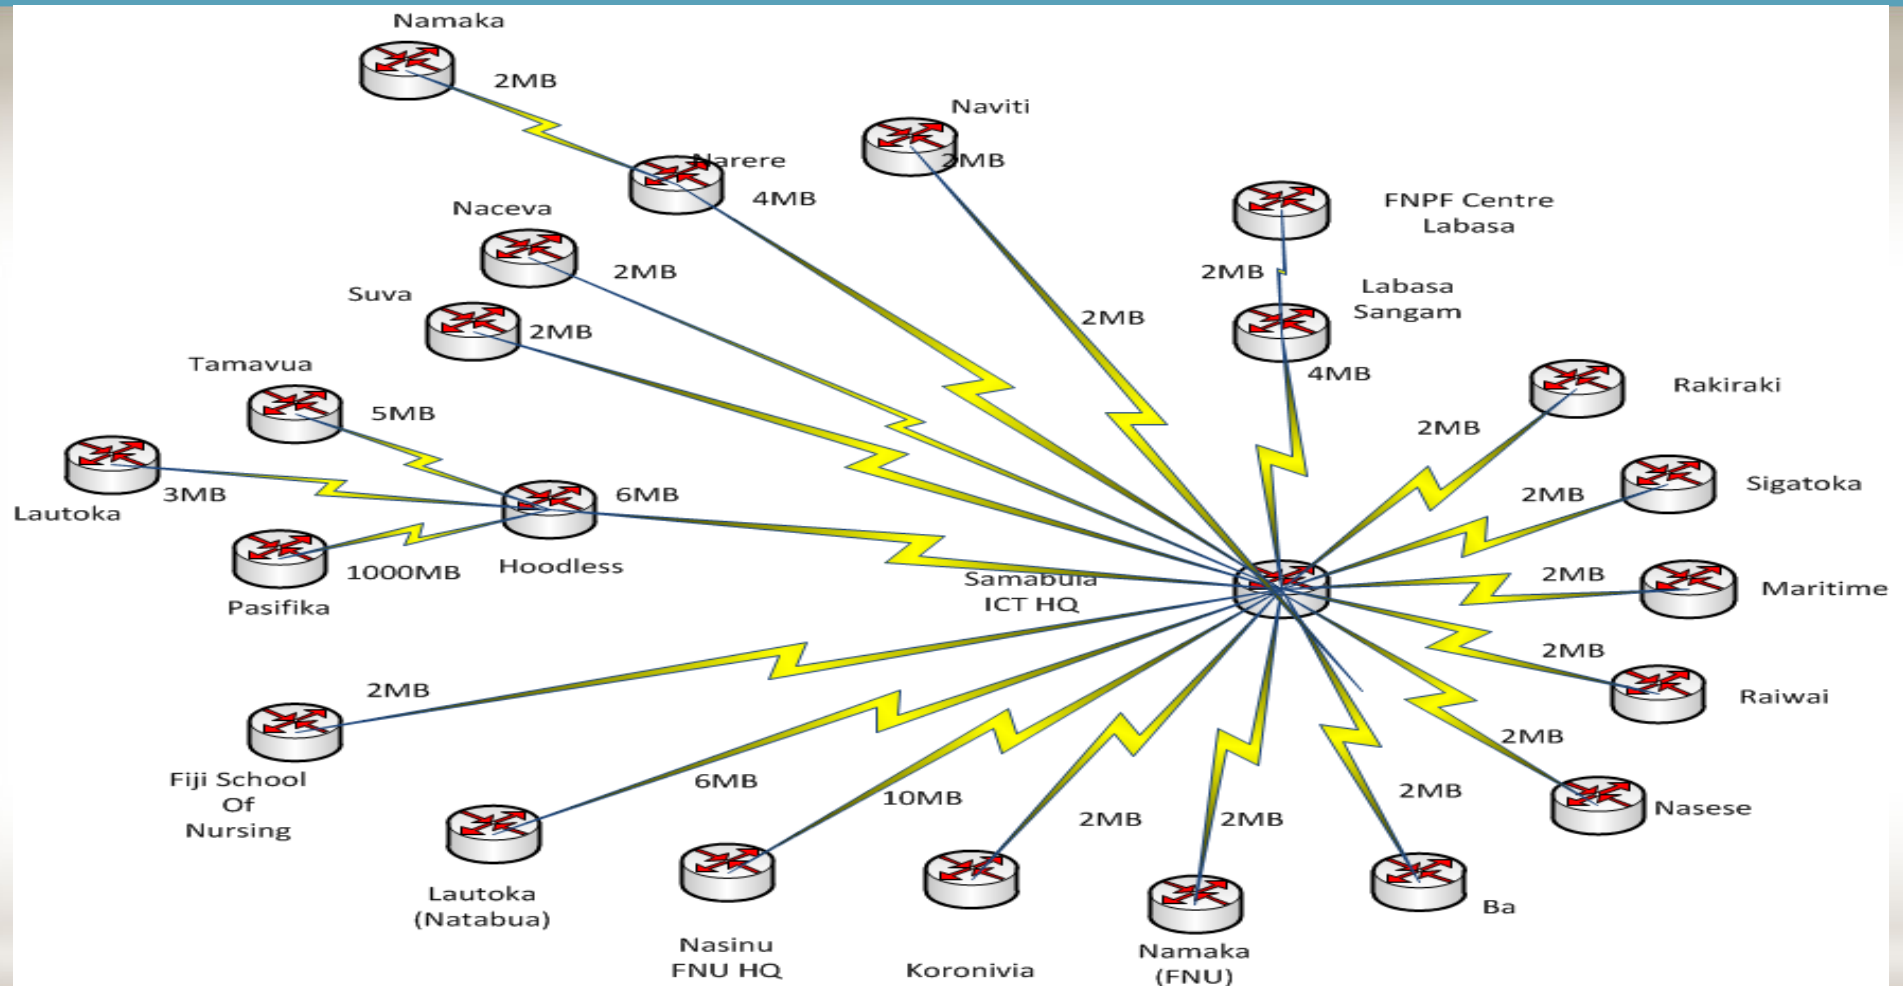 Namaka
2MB
Naviti
2MB
Narere
4MB
FNPF Centre
Labasa
Naceva
2MB
2MB
Labasa
Sangam
Suva
2MB
2MB
4MB
Tamavua
5MB
Rakiraki
2MB
Lautoka
3MB
6MB
2MB
Sigatoka
Hoodless
1000MB
Pasifika
Samabula
ICT HQ
2MB
Maritime
2MB
Raiwai
2MB
Fiji School
Of
Nursing
2MB
Nasese
6MB
10MB
2MB
2MB
2MB
Lautoka
(Natabua)
Ba
Nasinu
FNU HQ
Koronivia
Namaka
(FNU)